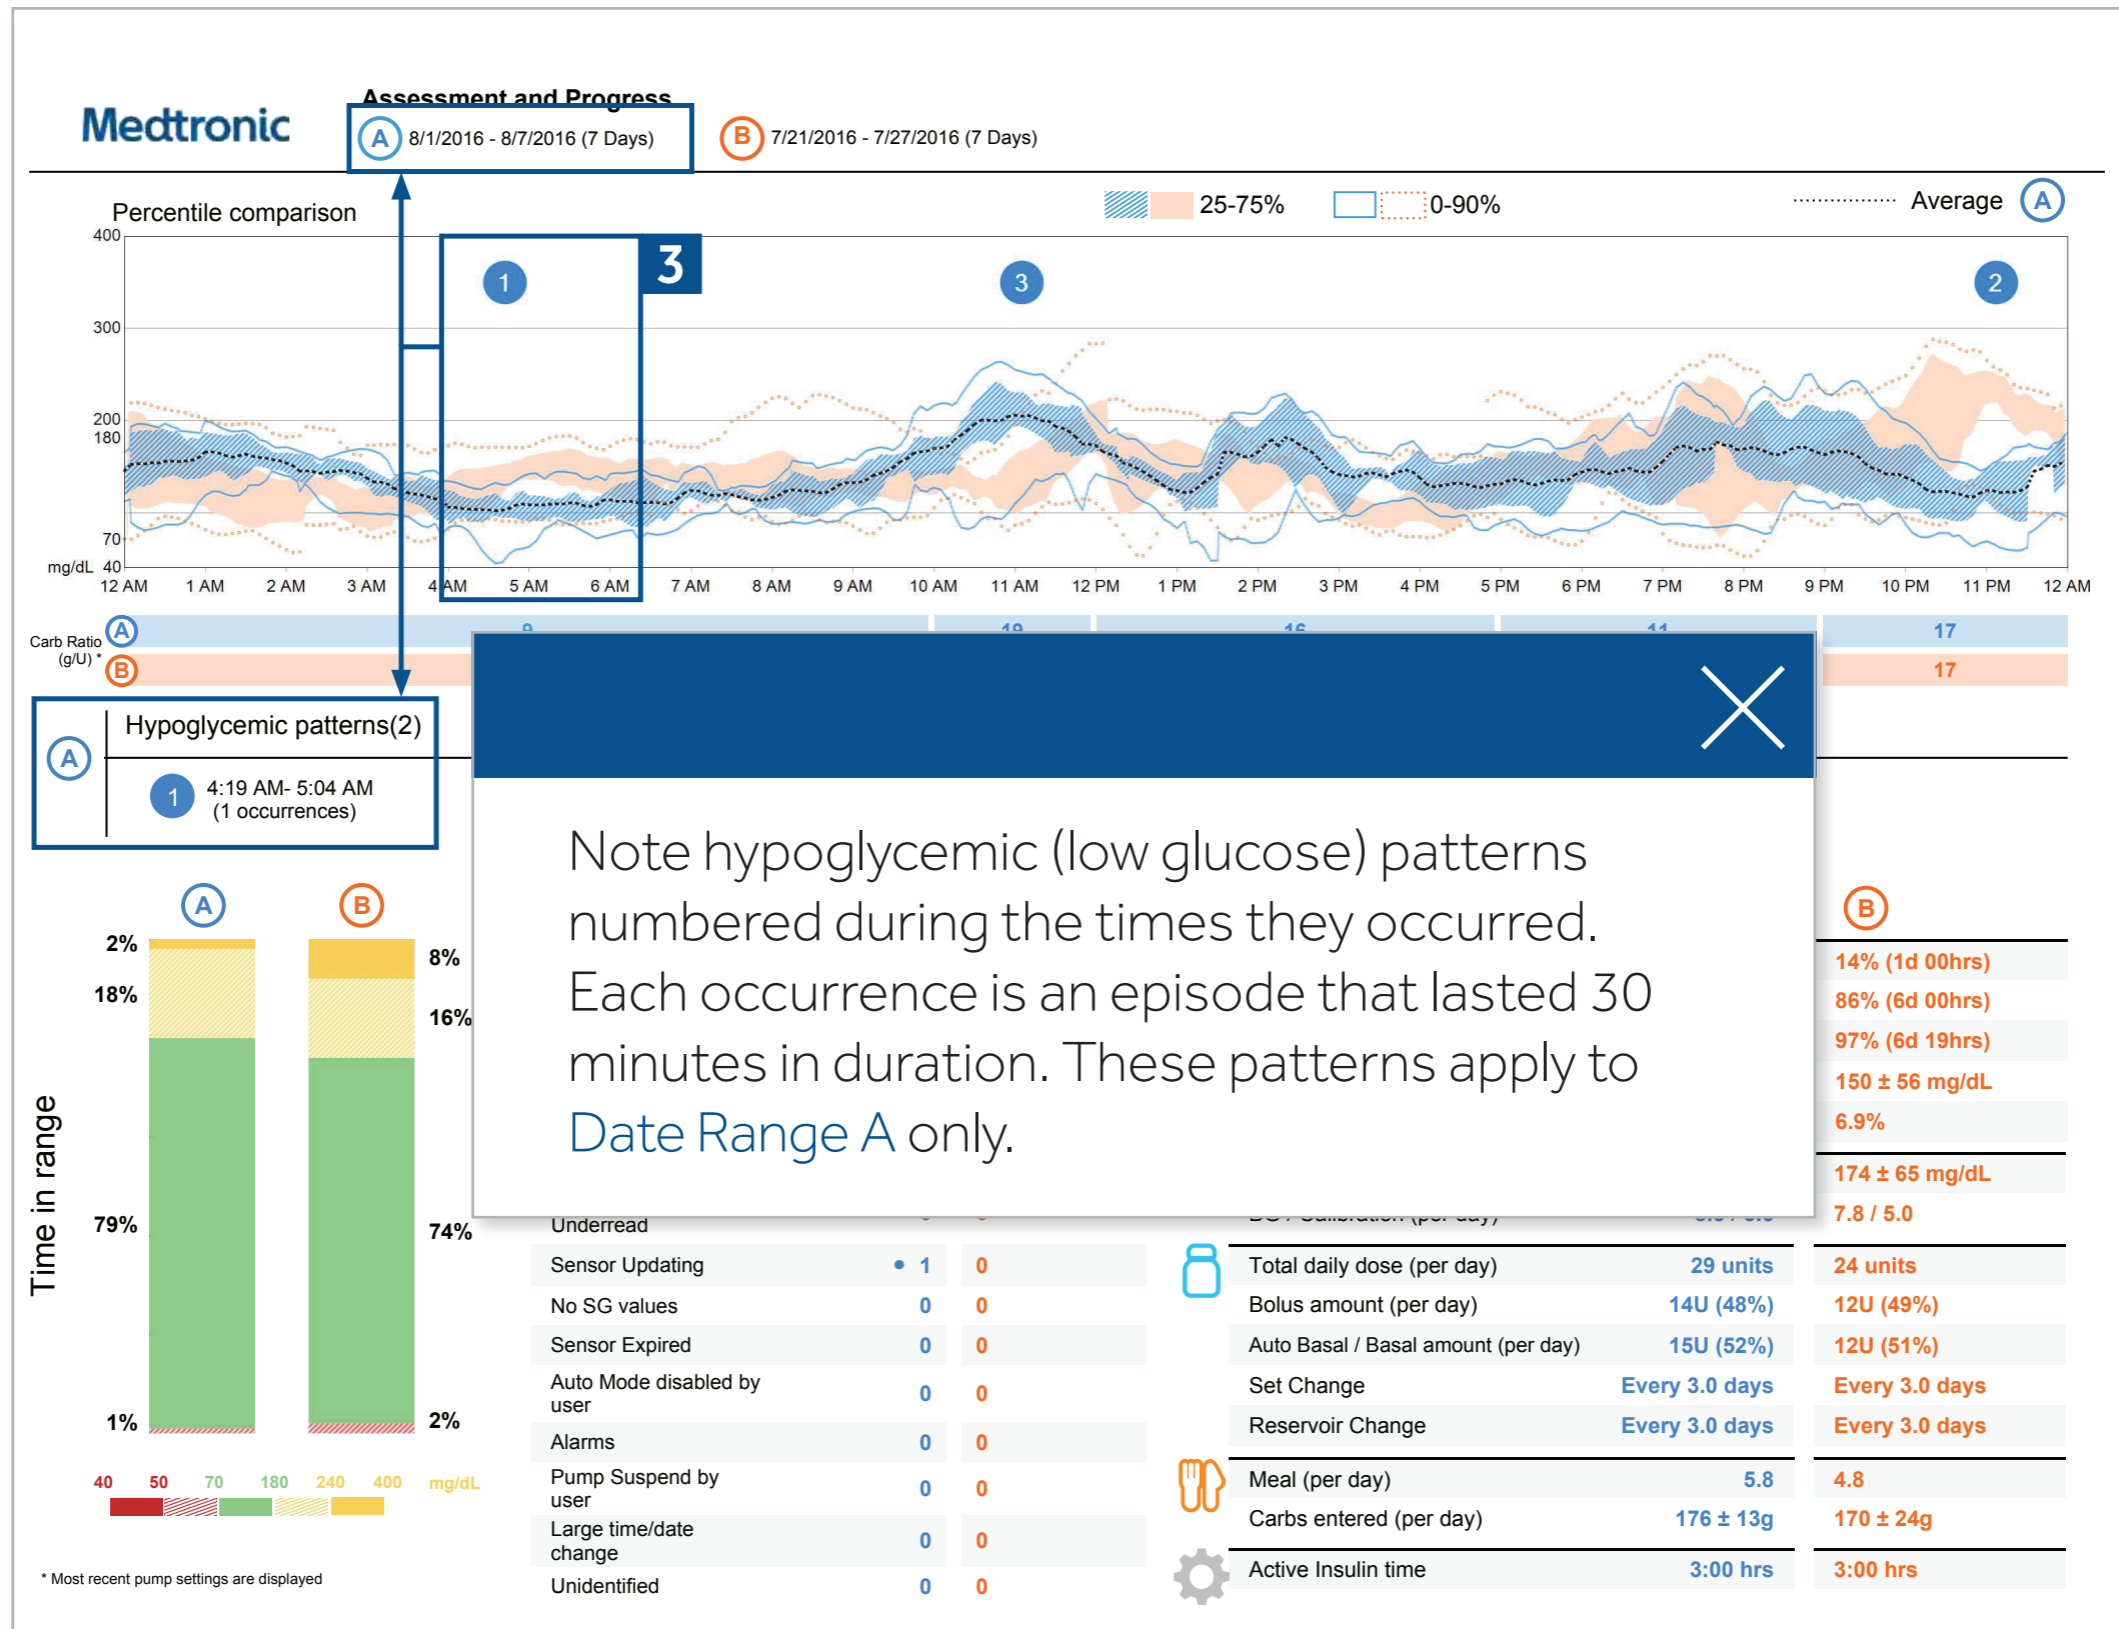 Medtronic
Assessment and Progress
A 8/1/2016 - 8/7/2016 (7 Days) B 7/21/2016 - 7/27/2016 (7 Days)
Percentile comparison 25-75% 0-90% Average A
400
1 3 3 2
300
200
180
70
mg/dL 40
12 AM 1 AM 2 AM 3 AM 4 AM 5 AM 6 AM 7 AM 8 AM 9 AM 10 AM 11 AM 12 PM 1 PM 2 PM 3 PM 4 PM 5 PM 6 PM 7 PM 8 PM 9 PM 10 PM 11 PM 12 AM
Carb Ratio
(g/U) *
A 9 19 16 11 17
B 17
A Hypoglycemic patterns(2)
1 4:19 AM- 5:04 AM
(1 occurrences)
Note hypoglycemic (low glucose) patterns
numbered during the times they occurred.
Each occurrence is an episode that lasted 30
minutes in duration. These patterns apply to
Date Range A only.
Time in range
A B
2% 8%
18% 16%
79% 74%
1% 2%
40 50 70 180 240 400 mg/dL
* Most recent pump settings are displayed
Underread
Sensor Updating • 1 0
No SG values 0 0
Sensor Expired 0 0
Auto Mode disabled by
user 0 0
Alarms 0 0
Pump Suspend by
user 0 0
Large time/date
change 0 0
Unidentified 0 0
B
14% (1d 00hrs)
86% (6d 00hrs)
97% (6d 19hrs)
150 ± 56 mg/dL
6.9%
174 ± 65 mg/dL
7.8 / 5.0
Total daily dose (per day) 29 units 24 units
Bolus amount (per day) 14U (48%) 12U (49%)
Auto Basal / Basal amount (per day) 15U (52%) 12U (51%)
Set Change Every 3.0 days Every 3.0 days
Reservoir Change Every 3.0 days Every 3.0 days
Meal (per day) 5.8 4.8
Carbs entered (per day) 176 ± 13g 170 ± 24g
Active Insulin time 3:00 hrs 3:00 hrs